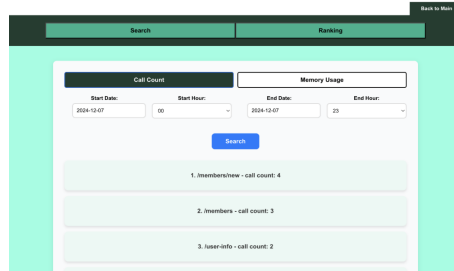 Back to Main
Search Ranking
Call Count Memory Usage
Start Date: Start Hour: End Date: End Hour:
2024-12-07 00 2024-12-07 23
Search
1. /members/new - call count: 4
2. /members - call count: 3
3. /user-info - call count: 2